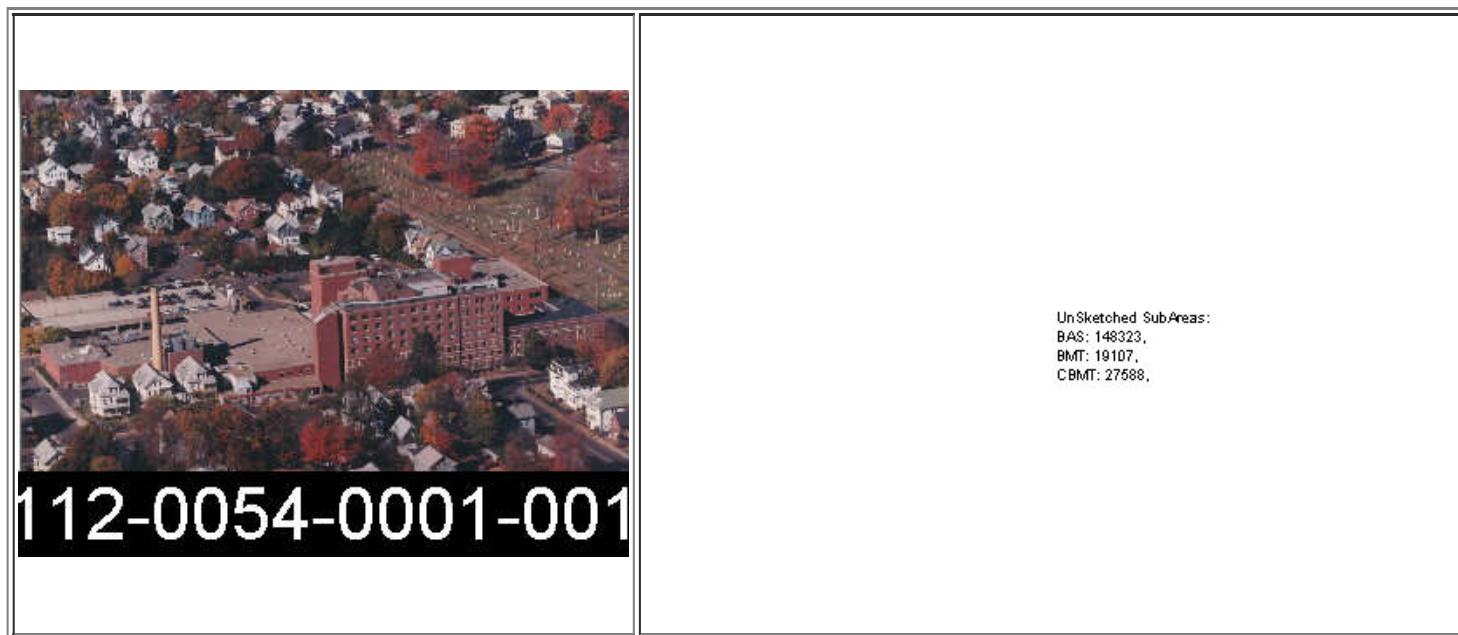 112-0054-0001-001
UnSketched SubAreas:
BAS: 148323,
BMT: 19107,
CBMT: 27588,